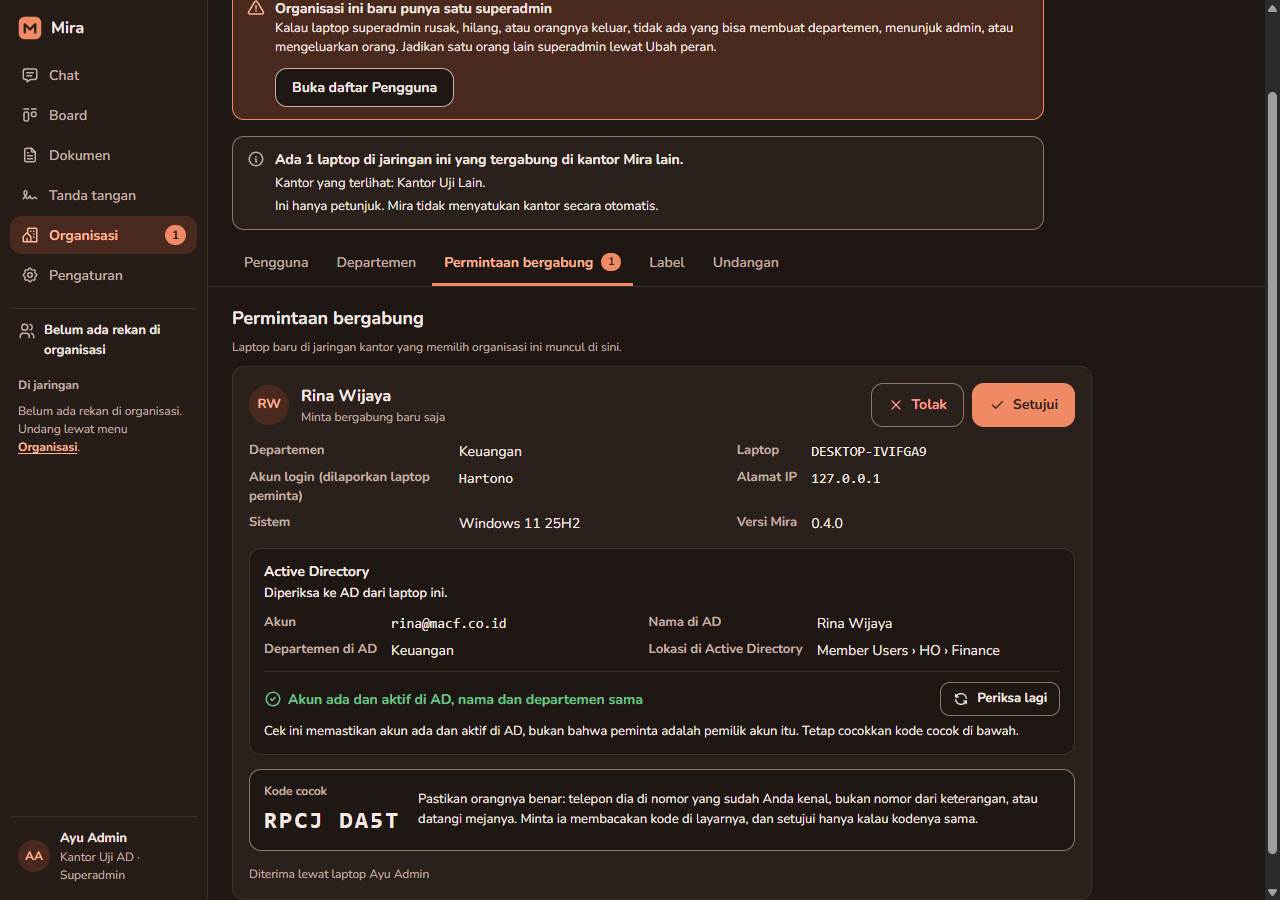 Mira
Chat
Board
Dokumen
Tanda tangan
Organisasi 1
Pengaturan
Belum ada rekan di
organisasi
Di jaringan
Belum ada rekan di organisasi.
Undang lewat menu
Organisasi.
AA
Ayu Admin
Kantor Uji AD ·
Superadmin
Organisasi ini baru punya satu superadmin
Kalau laptop superadmin rusak, hilang, atau orangnya keluar, tidak ada yang bisa membuat departemen, menunjuk admin, atau
mengeluarkan orang. Jadikan satu orang lain superadmin lewat Ubah peran.
Buka daftar Pengguna
Ada 1 laptop di jaringan ini yang tergabung di kantor Mira lain.
Kantor yang terlihat: Kantor Uji Lain.
Ini hanya petunjuk. Mira tidak menyatukan kantor secara otomatis.
Pengguna Departemen Permintaan bergabung 1 Label Undangan
Permintaan bergabung
Laptop baru di jaringan kantor yang memilih organisasi ini muncul di sini.
RW
Rina Wijaya
Minta bergabung baru saja
Tolak
Setujui
Departemen Keuangan Laptop DESKTOP-IVIFGA9
Akun login (dilaporkan laptop
peminta) Hartono Alamat IP 127.0.0.1
Sistem Windows 11 25H2 Versi Mira 0.4.0
Active Directory
Diperiksa ke AD dari laptop ini.
Akun rina@macf.co.id Nama di AD Rina Wijaya
Departemen di AD Keuangan Lokasi di Active Directory Member Users › HO › Finance
Akun ada dan aktif di AD, nama dan departemen sama
Periksa lagi
Cek ini memastikan akun ada dan aktif di AD, bukan bahwa peminta adalah pemilik akun itu. Tetap cocokkan kode cocok di bawah.
Kode cocok
RPCJ DA5T
Pastikan orangnya benar: telepon dia di nomor yang sudah Anda kenal, bukan nomor dari keterangan, atau
datangi mejanya. Minta ia membacakan kode di layarnya, dan setujui hanya kalau kodenya sama.
Diterima lewat laptop Ayu Admin